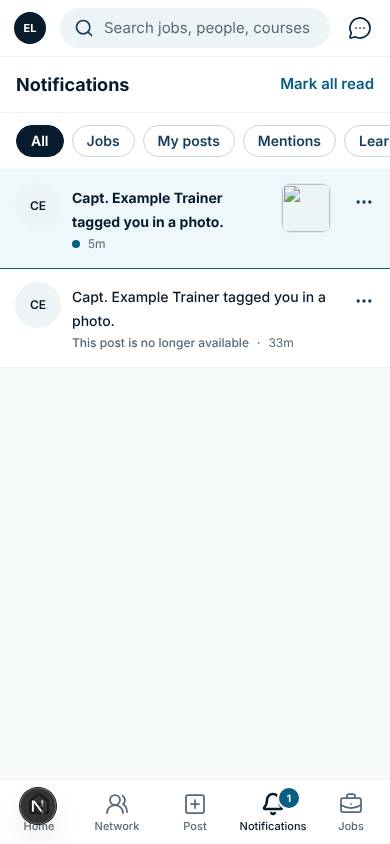 EL
Search jobs, people, courses
Notifications
Mark all read
All
Jobs
My posts
Mentions
Lear
CE
Capt. Example Trainer
tagged you in a photo.
5m
CE
Capt. Example Trainer tagged you in a
photo.
This post is no longer available · 33m
N
1
Home
Network
Post
Notifications
Jobs